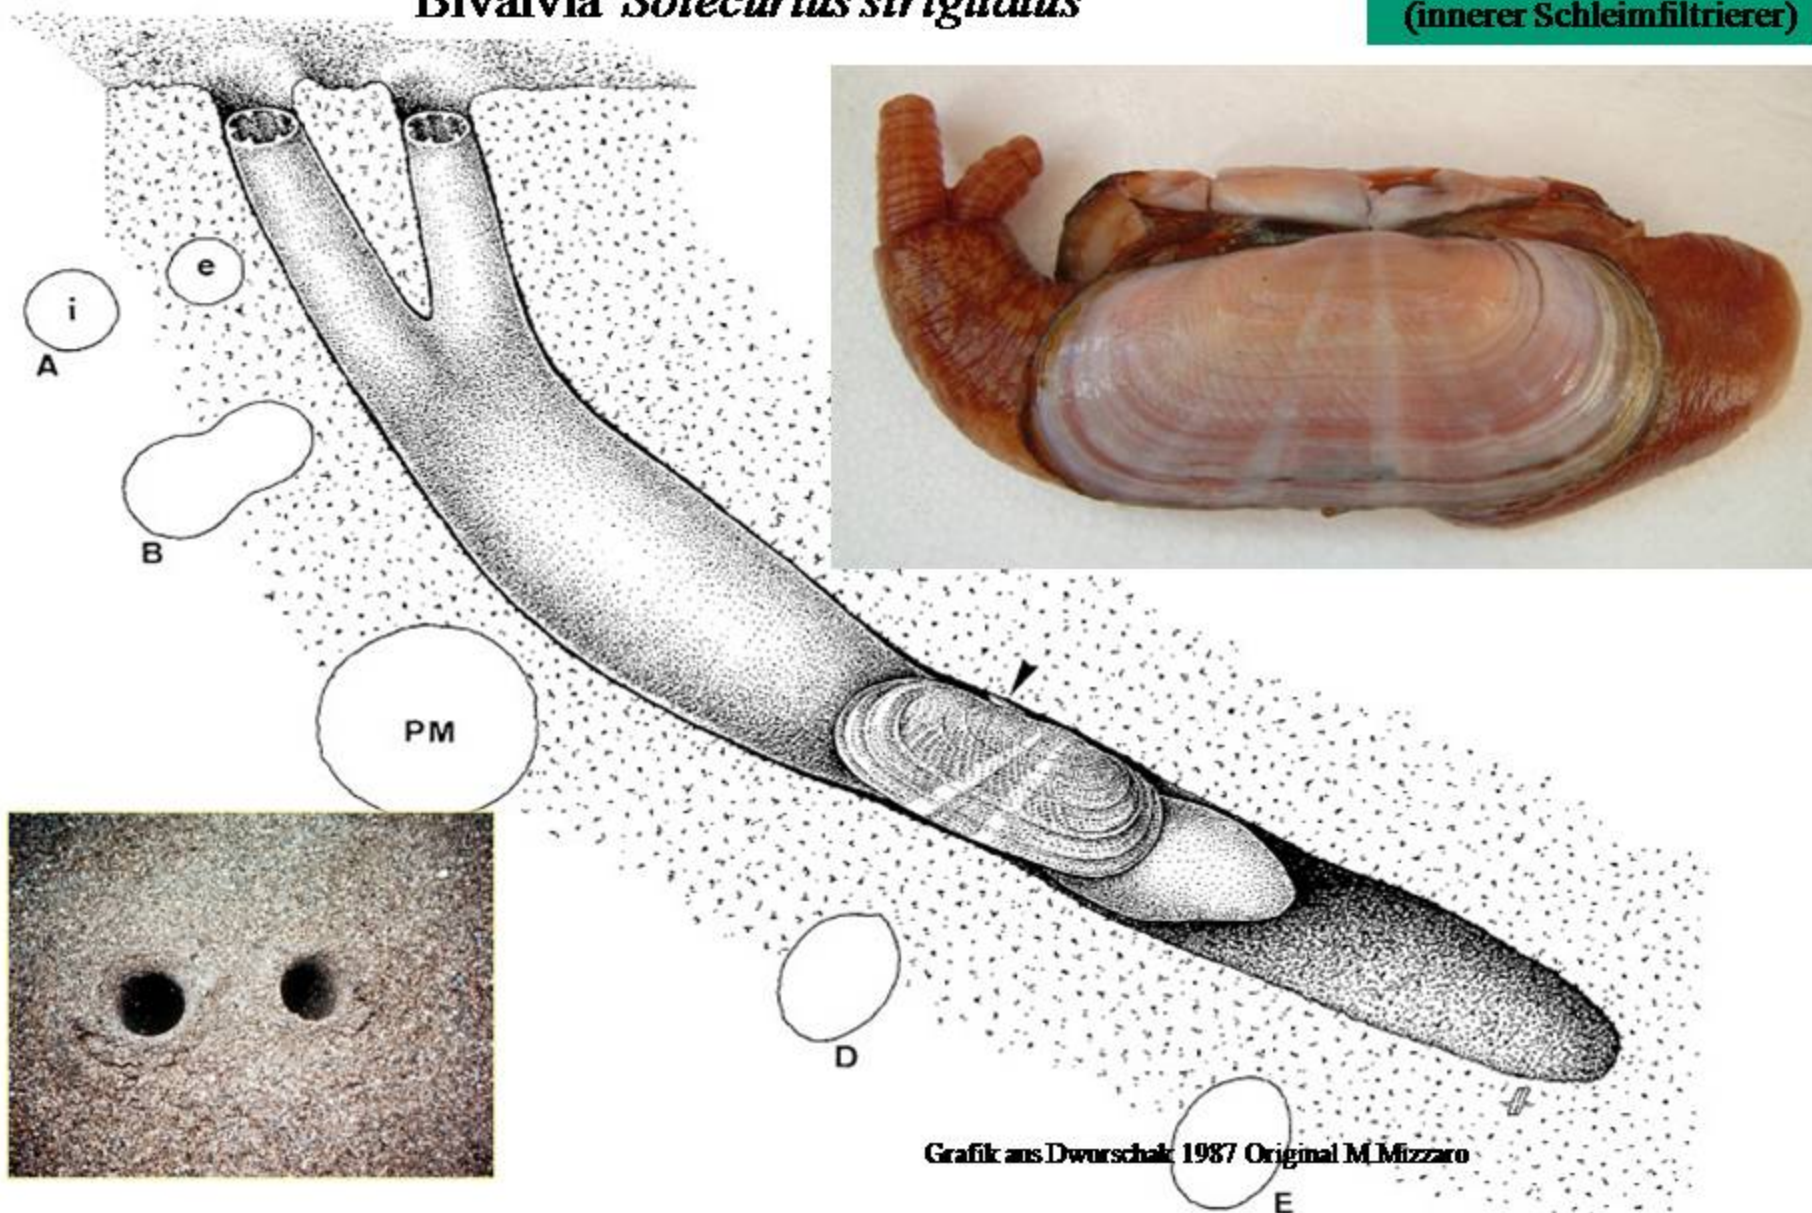 Bivalvia Solecurtus strigilatus
(innerer Schleimfiltrierer)
e
i
A
B
PM
D
Grafik aus Dworschak 1987 Original M Mizzaro
E